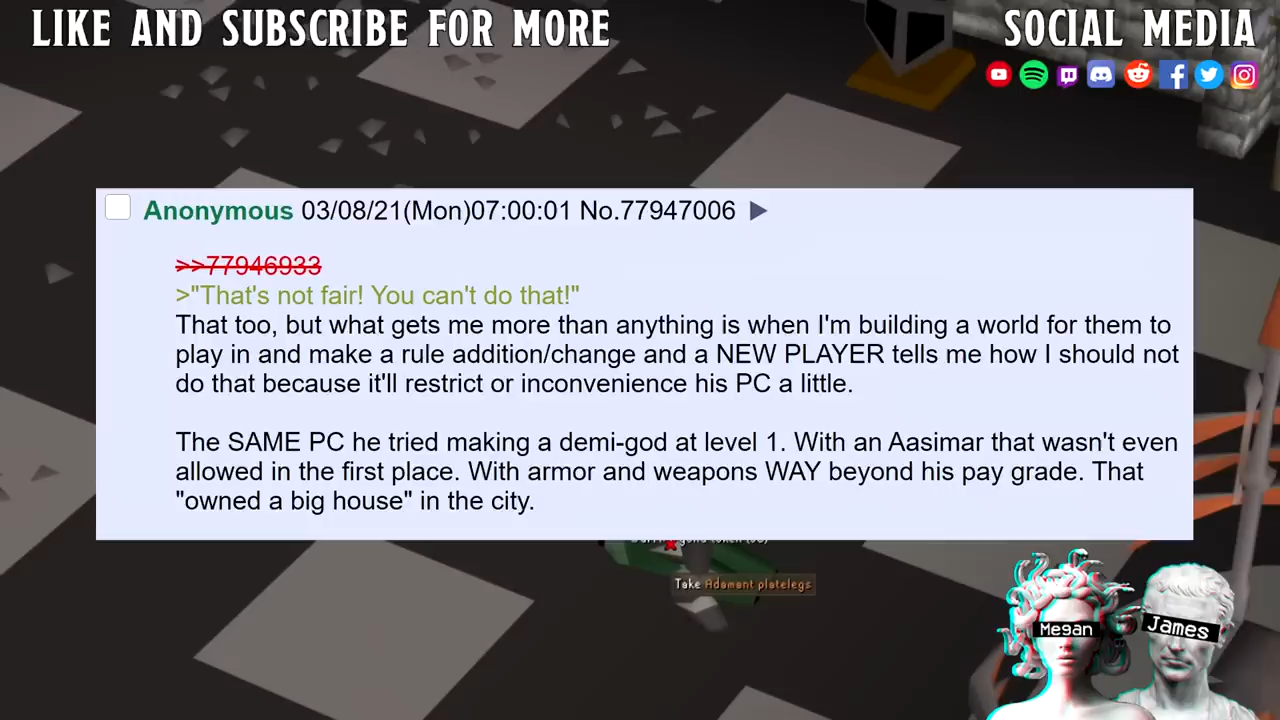 LIKE AND SUBSCRIBE FOR MORE
SOCIAL MEDIA
Anonymous 03/08/21(Mon)07:00:01 No.77947006
>>77946933
>"That's not fair! You can't do that!"
That too, but what gets me more than anything is when I'm building a world for them to
play in and make a rule addition/change and a NEW PLAYER tells me how I should not
do that because it'll restrict or inconvenience his PC a little.
The SAME PC he tried making a demi-god at level 1. With an Aasimar that wasn't even
allowed in the first place. With armor and weapons WAY beyond his pay grade. That
"owned a big house" in the city.
Take Adamant platelegs
Megan
James